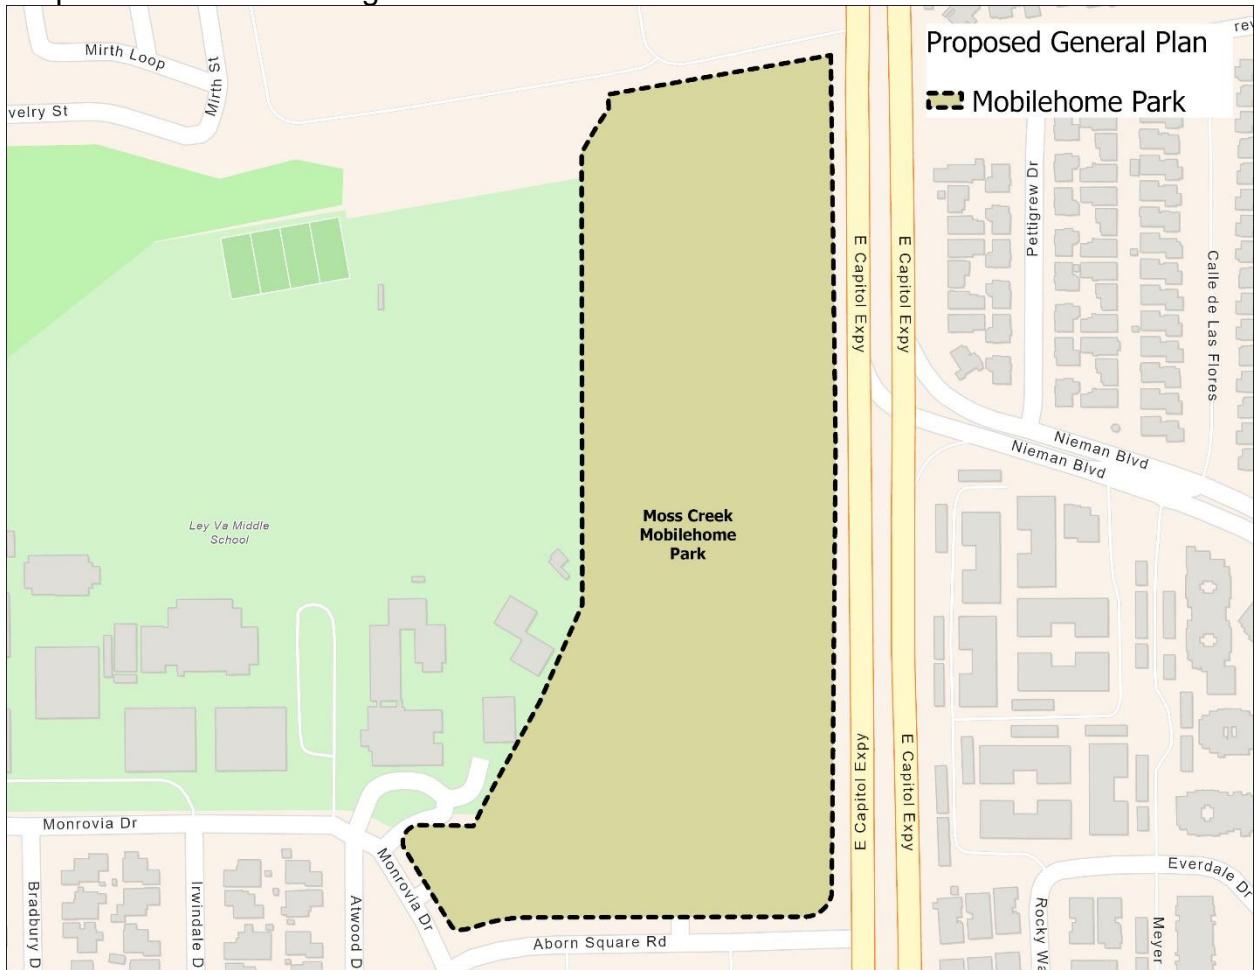 Proposed General Plan
Mobilehome Park
Mirth Loop
Mirth St
velry St
Pettigrew Dr
Calle de Las Flores
E Capitol Expy
E Capitol Expy
Nieman Blvd
Nieman Blvd
Ley Va Middle
School
Moss Creek
Mobilehome
Park
E Capitol Expy
E Capitol Expy
Monrovia Dr
Monrovia Dr
Bradbury D
Irwindale D
Atwood D
Aborn Square Rd
Everdale Dr
Rocky Wa
Meyer